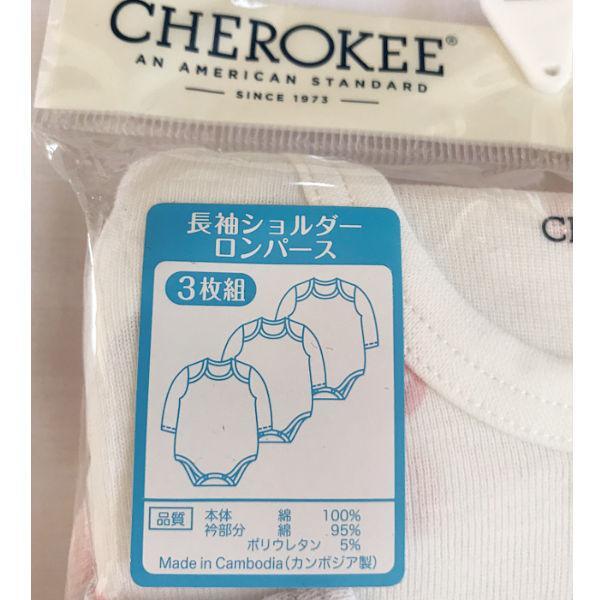 CHEROKEE®
AN AMERICAN STANDARD
SINCE 1973
長袖ショルダー
ロンパース
3枚組
品質 本体 綿 100%
衿部分 綿 95%
ポリウレタン 5%
Made in Cambodia(カンボジア製)